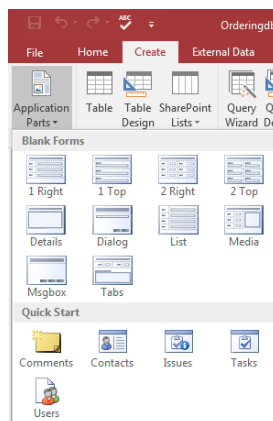 ABC
Orderingdb
File Home Create External Data
Application Parts
Table
Table Design
SharePoint Lists
Query Wizard
Blank Forms
1 Right 1 Top 2 Right 2 Top
Details Dialog List Media
Msgbox Tabs
Quick Start
Comments Contacts Issues Tasks
Users